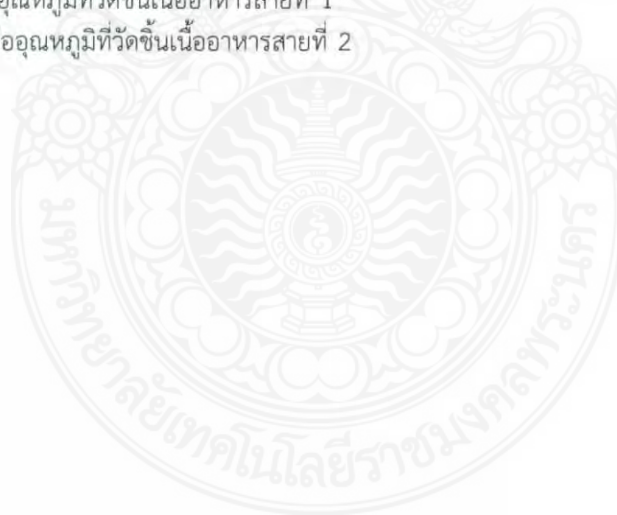 อุณหภูมิที่วัดชิ้นเนื้ออาหารสายที่ 1
ออุณหภูมิที่วัดชิ้นเนื้ออาหารสายที่ 2
มหาวิทยาลัยเทคโนโลยีราชมงคลพระนคร